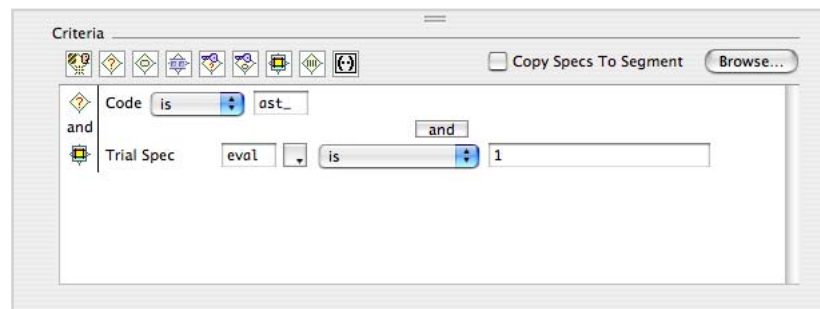 Criteria
Copy Specs To Segment Browse...
Code is ast_
and and
Trial Spec eval is 1